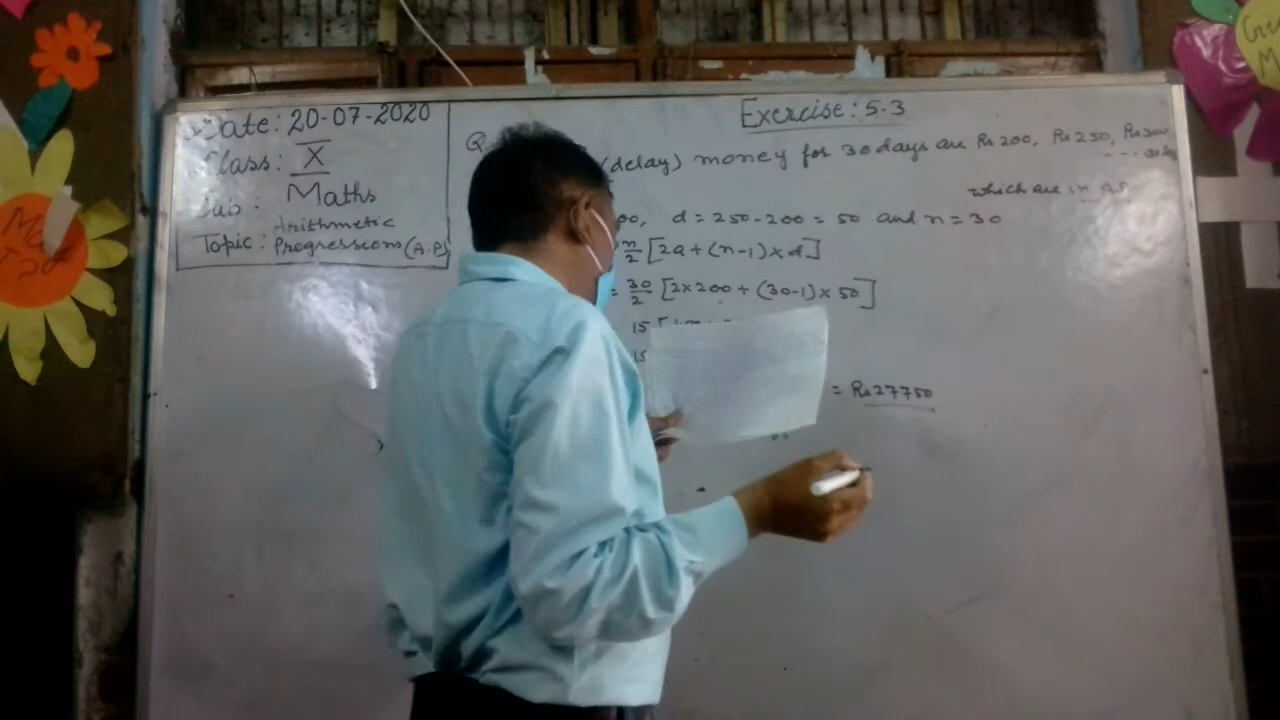 Date: 20-07-2020
Class: X
Sub: Maths
Topic: Arithmetic Progressions (A.P)
Exercise: 5.3
Q
(delay) money for 30 days are Rs 200, Rs 250, Rs 300
which are in A.P.
00, d = 250-200 = 50 and n = 30
n/2 [2a + (n-1) x d]
= 30/2 [2x200 + (30-1) x 50]
15
15
= Rs 27750